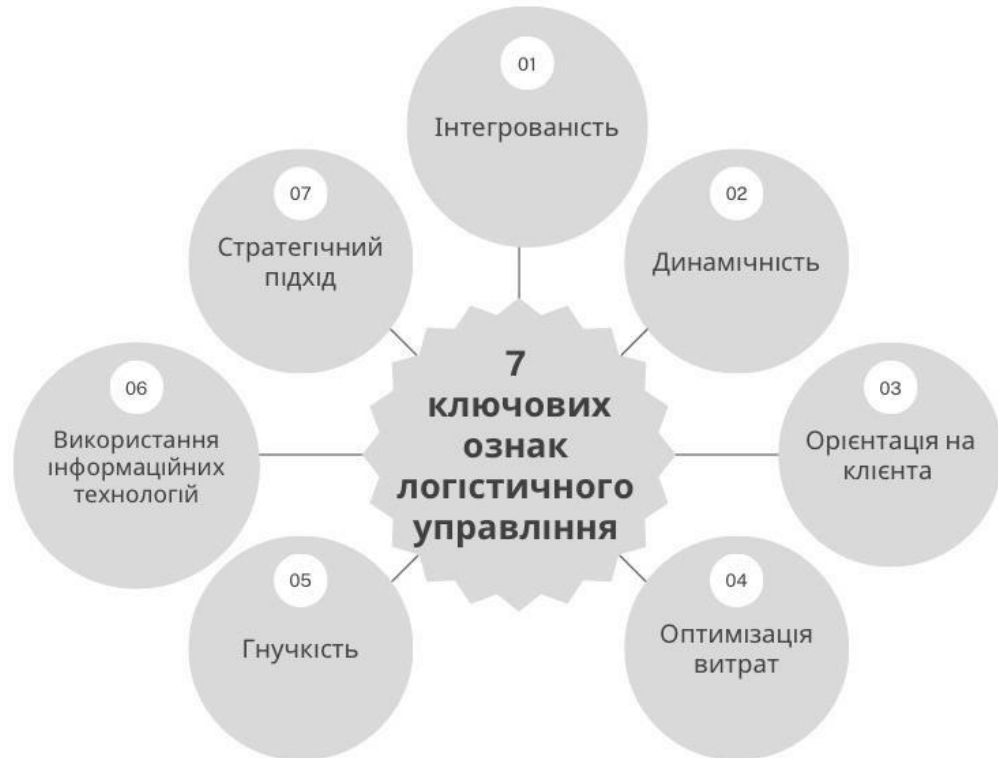 7
ключових
ознак
логістичного
управління
01
Інтегрованість
02
Динамічність
03
Орієнтація на
клієнта
04
Оптимізація
витрат
05
Гнучкість
06
Використання
інформаційних
технологій
07
Стратегічний
підхід